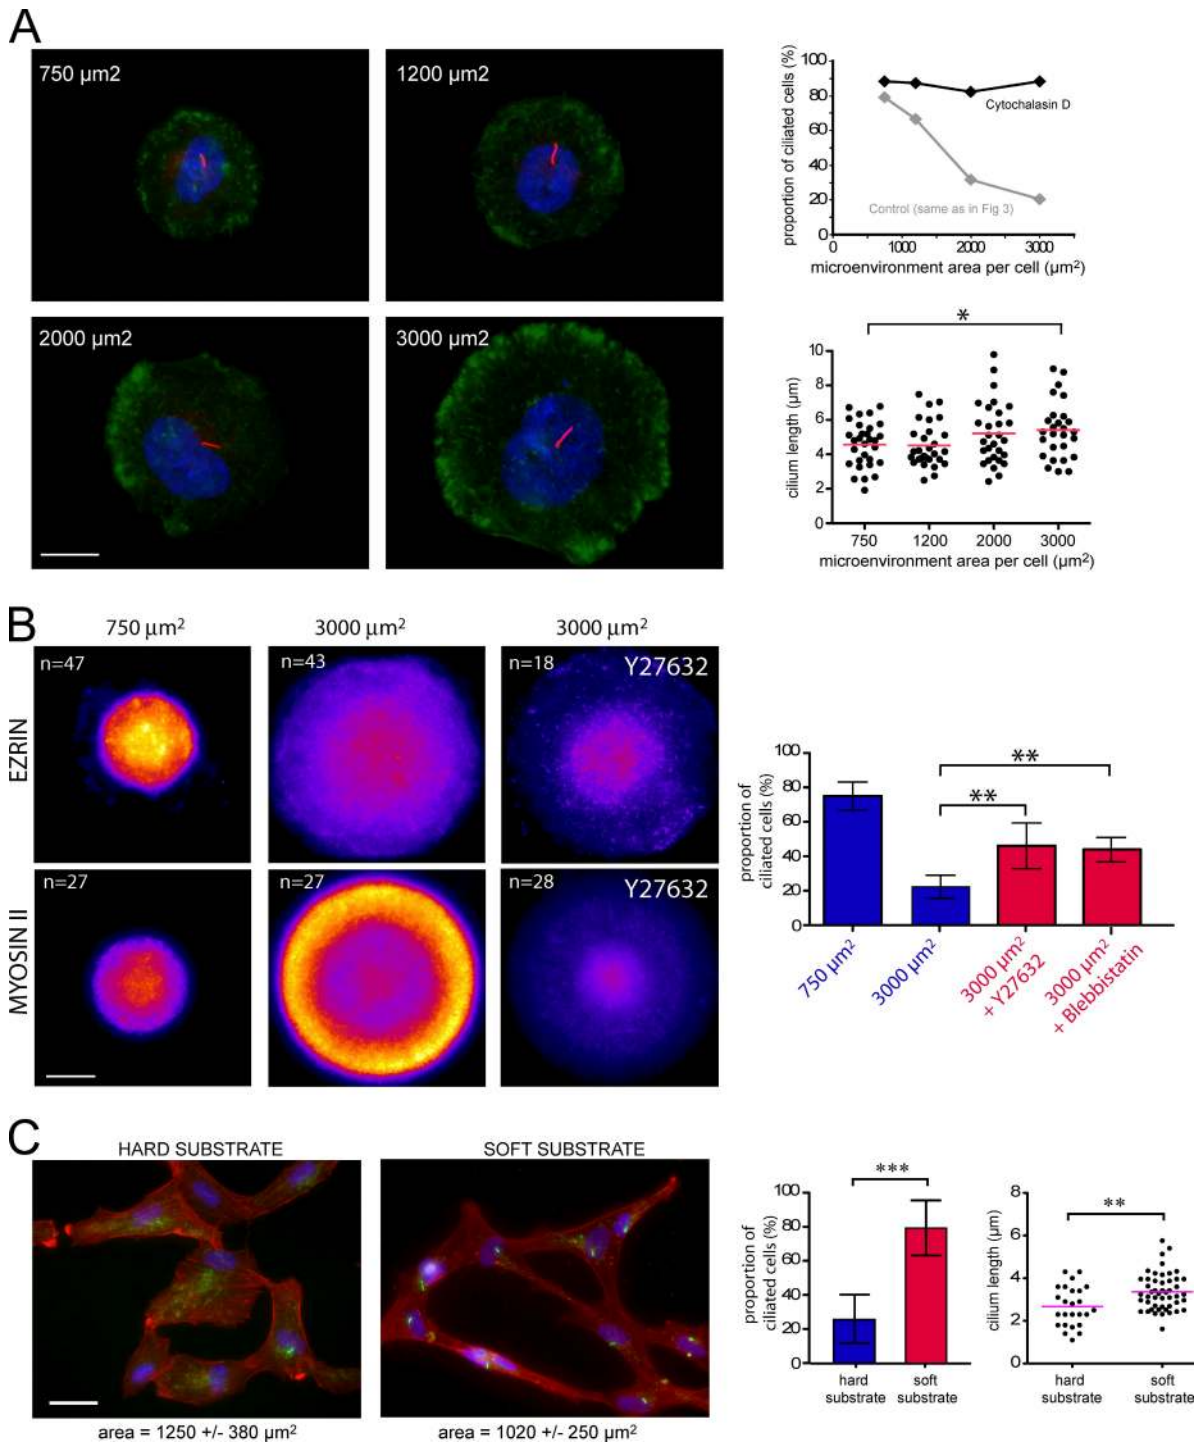 A
750 µm2
1200 µm2
2000 µm2
3000 µm2
proportion of ciliated cells (%)
100
80
60
40
20
0
Cytochalasin D
Control (same as in Fig 3)
0 1000 2000 3000
microenvironment area per cell (µm²)
*
cilium length (µm)
10
8
6
4
2
0
750 1200 2000 3000
microenvironment area per cell (µm²)
B
750 µm² 3000 µm² 3000 µm²
EZRIN
n=47
n=43
n=18 Y27632
MYOSIN II
n=27
n=27
n=28 Y27632
proportion of
ciliated cells (%)
100
80
60
40
20
0
**
**
750 µm²
3000 µm²
3000 µm²
+ Y27632
3000 µm²
+ Blebbistatin
C
HARD SUBSTRATE
SOFT SUBSTRATE
area = 1250 +/- 380 µm²
area = 1020 +/- 250 µm²
proportion of
ciliated cells (%)
100
80
60
40
20
0
***
hard
substrate
soft
substrate
cilium length (µm)
8
6
4
2
0
**
hard
substrate
soft
substrate